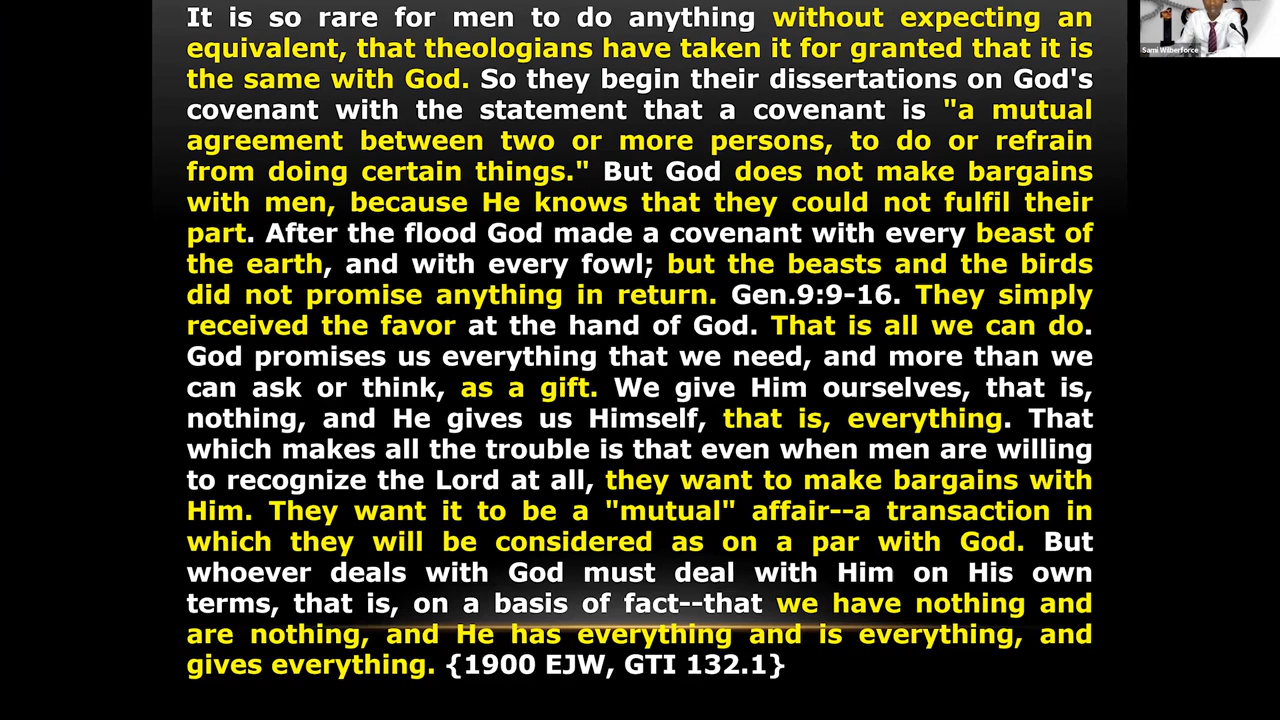 It is so rare for men to do anything without expecting an
equivalent, that theologians have taken it for granted that it is
the same with God. So they begin their dissertations on God's
covenant with the statement that a covenant is "a mutual
agreement between two or more persons, to do or refrain
from doing certain things." But God does not make bargains
with men, because He knows that they could not fulfil their
part. After the flood God made a covenant with every beast of
the earth, and with every fowl; but the beasts and the birds
did not promise anything in return. Gen.9:9-16. They simply
received the favor at the hand of God. That is all we can do.
God promises us everything that we need, and more than we
can ask or think, as a gift. We give Him ourselves, that is,
nothing, and He gives us Himself, that is, everything. That
which makes all the trouble is that even when men are willing
to recognize the Lord at all, they want to make bargains with
Him. They want it to be a "mutual" affair--a transaction in
which they will be considered as on a par with God. But
whoever deals with God must deal with Him on His own
terms, that is, on a basis of fact--that we have nothing and
are nothing, and He has everything and is everything, and
gives everything. {1900 EJW, GTI 132.1}
Sami Wilberforce